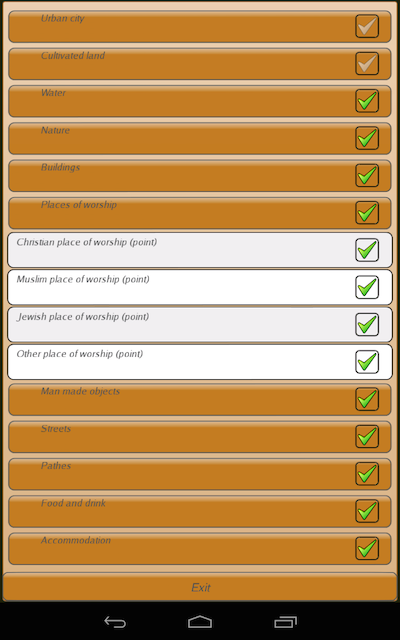 Urban city
Cultivated land
Water
Nature
Buildings
Places of worship
Christian place of worship (point)
Muslim place of worship (point)
Jewish place of worship (point)
Other place of worship (point)
Man made objects
Streets
Pathes
Food and drink
Accommodation
Exit